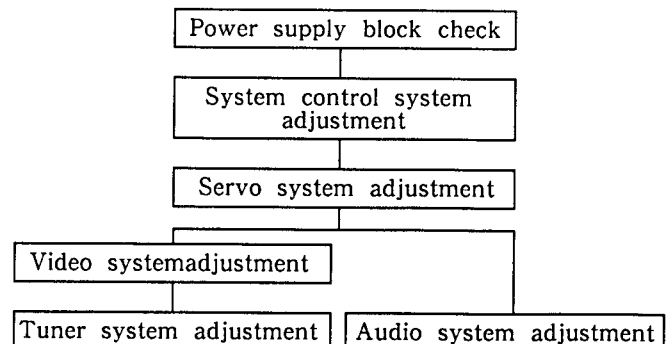 Power supply block check
System control system
adjustment
Servo system adjustment
Video systemadjustment
Tuner system adjustment
Audio system adjustment